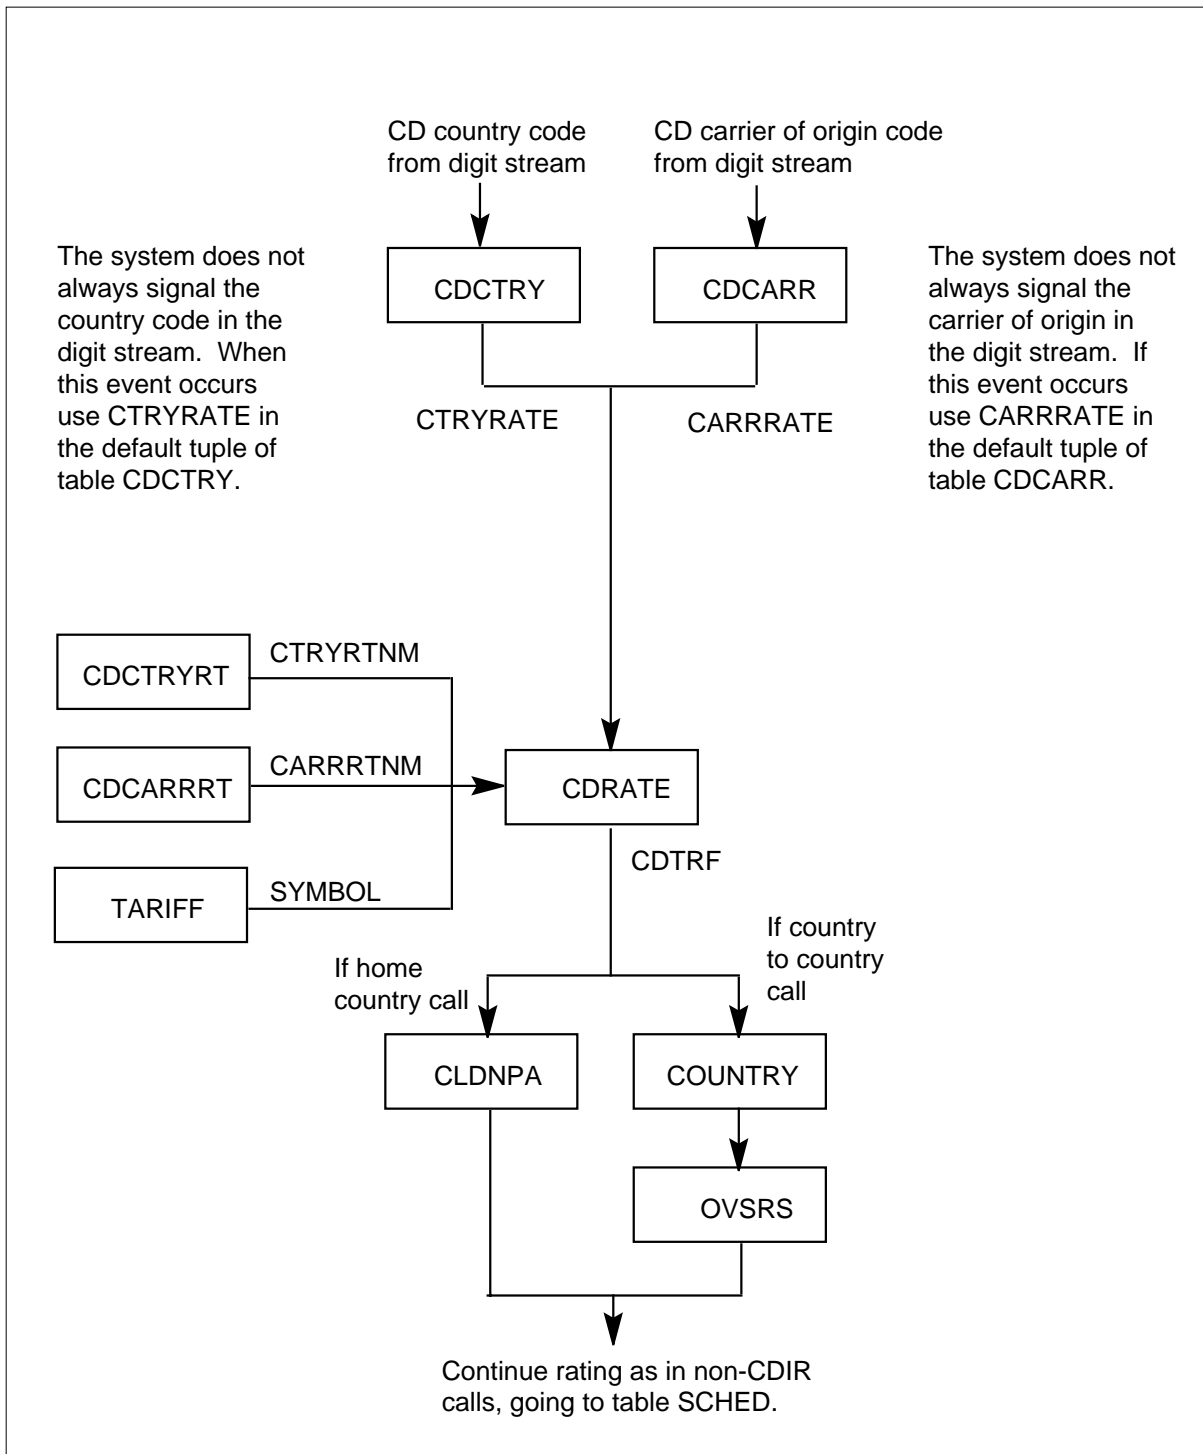 CD country code
from digit stream
CD carrier of origin code
from digit stream
The system does not
always signal the
country code in the
digit stream.  When
this event occurs
use CTRYRATE in
the default tuple of
table CDCTRY.
CDCTRY
CDCARR
The system does not
always signal the
carrier of origin in
the digit stream.  If
this event occurs
use CARRRATE in
the default tuple of
table CDCARR.
CTRYRATE
CARRRATE
CDCTRYRT
CTRYRTNM
CDCARRRT
CARRRTNM
CDRATE
TARIFF
SYMBOL
CDTRF
If home
country call
If country
to country
call
CLDNPA
COUNTRY
OVSRS
Continue rating as in non-CDIR
calls, going to table SCHED.